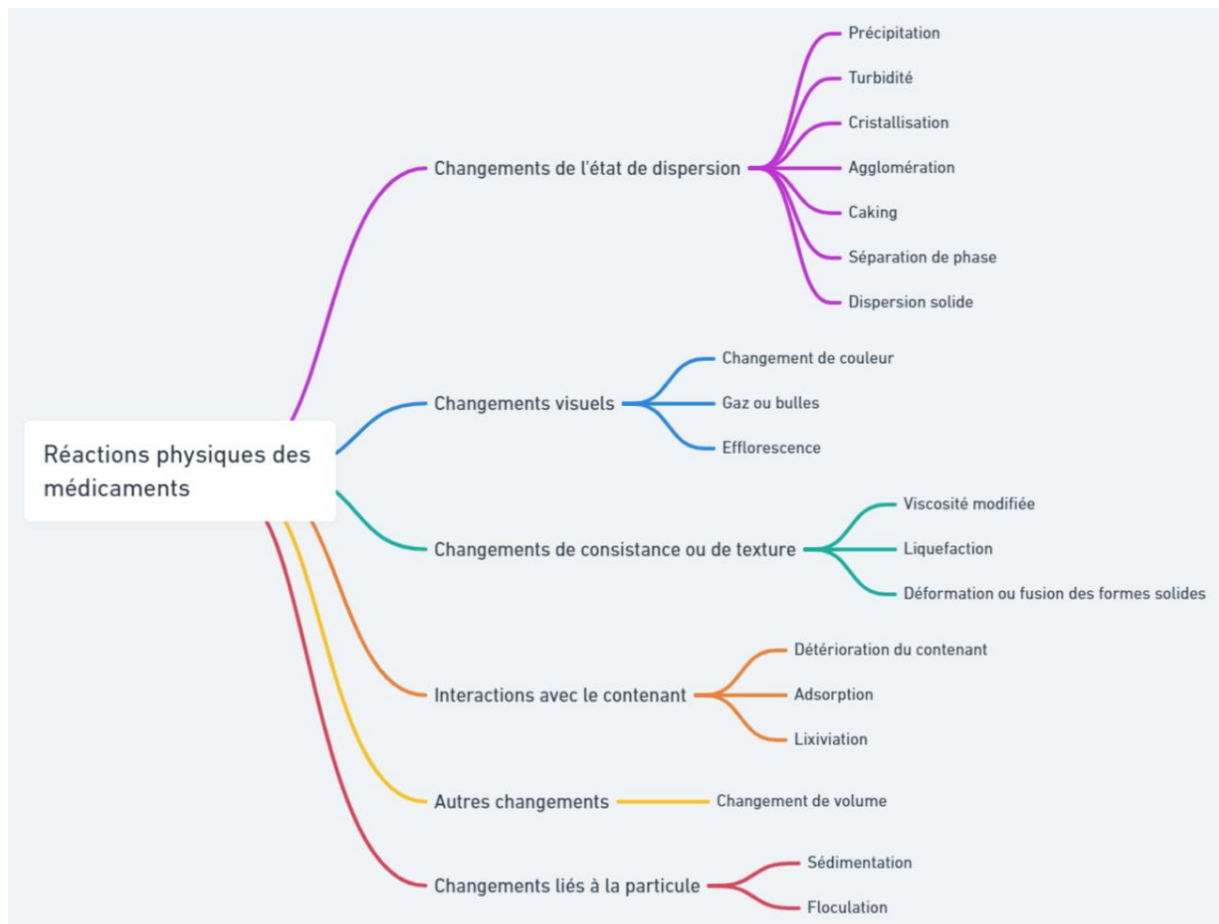 Réactions physiques des
médicaments
Changements de l'état de dispersion
Précipitation
Turbidité
Cristallisation
Agglomération
Caking
Séparation de phase
Dispersion solide
Changements visuels
Changement de couleur
Gaz ou bulles
Efflorescence
Changements de consistance ou de texture
Viscosité modifiée
Liquefaction
Déformation ou fusion des formes solides
Interactions avec le contenant
Détérioration du contenant
Adsorption
Lixiviation
Autres changements
Changement de volume
Changements liés à la particule
Sédimentation
Floculation